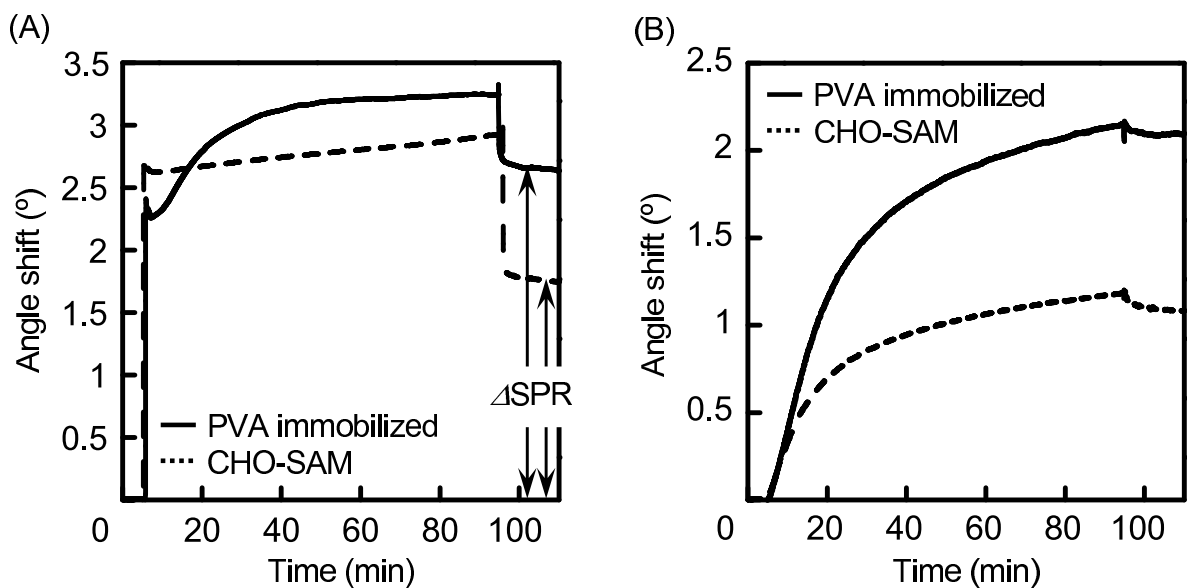 (A)
3.5
3
2.5
2
1.5
1
0.5
0
20
40
60
80
100
Angle shift (º)
Time (min)
PVA immobilized
CHO-SAM
ΔSPR
(B)
2.5
2
1.5
1
0.5
0
20
40
60
80
100
Angle shift (º)
Time (min)
PVA immobilized
CHO-SAM